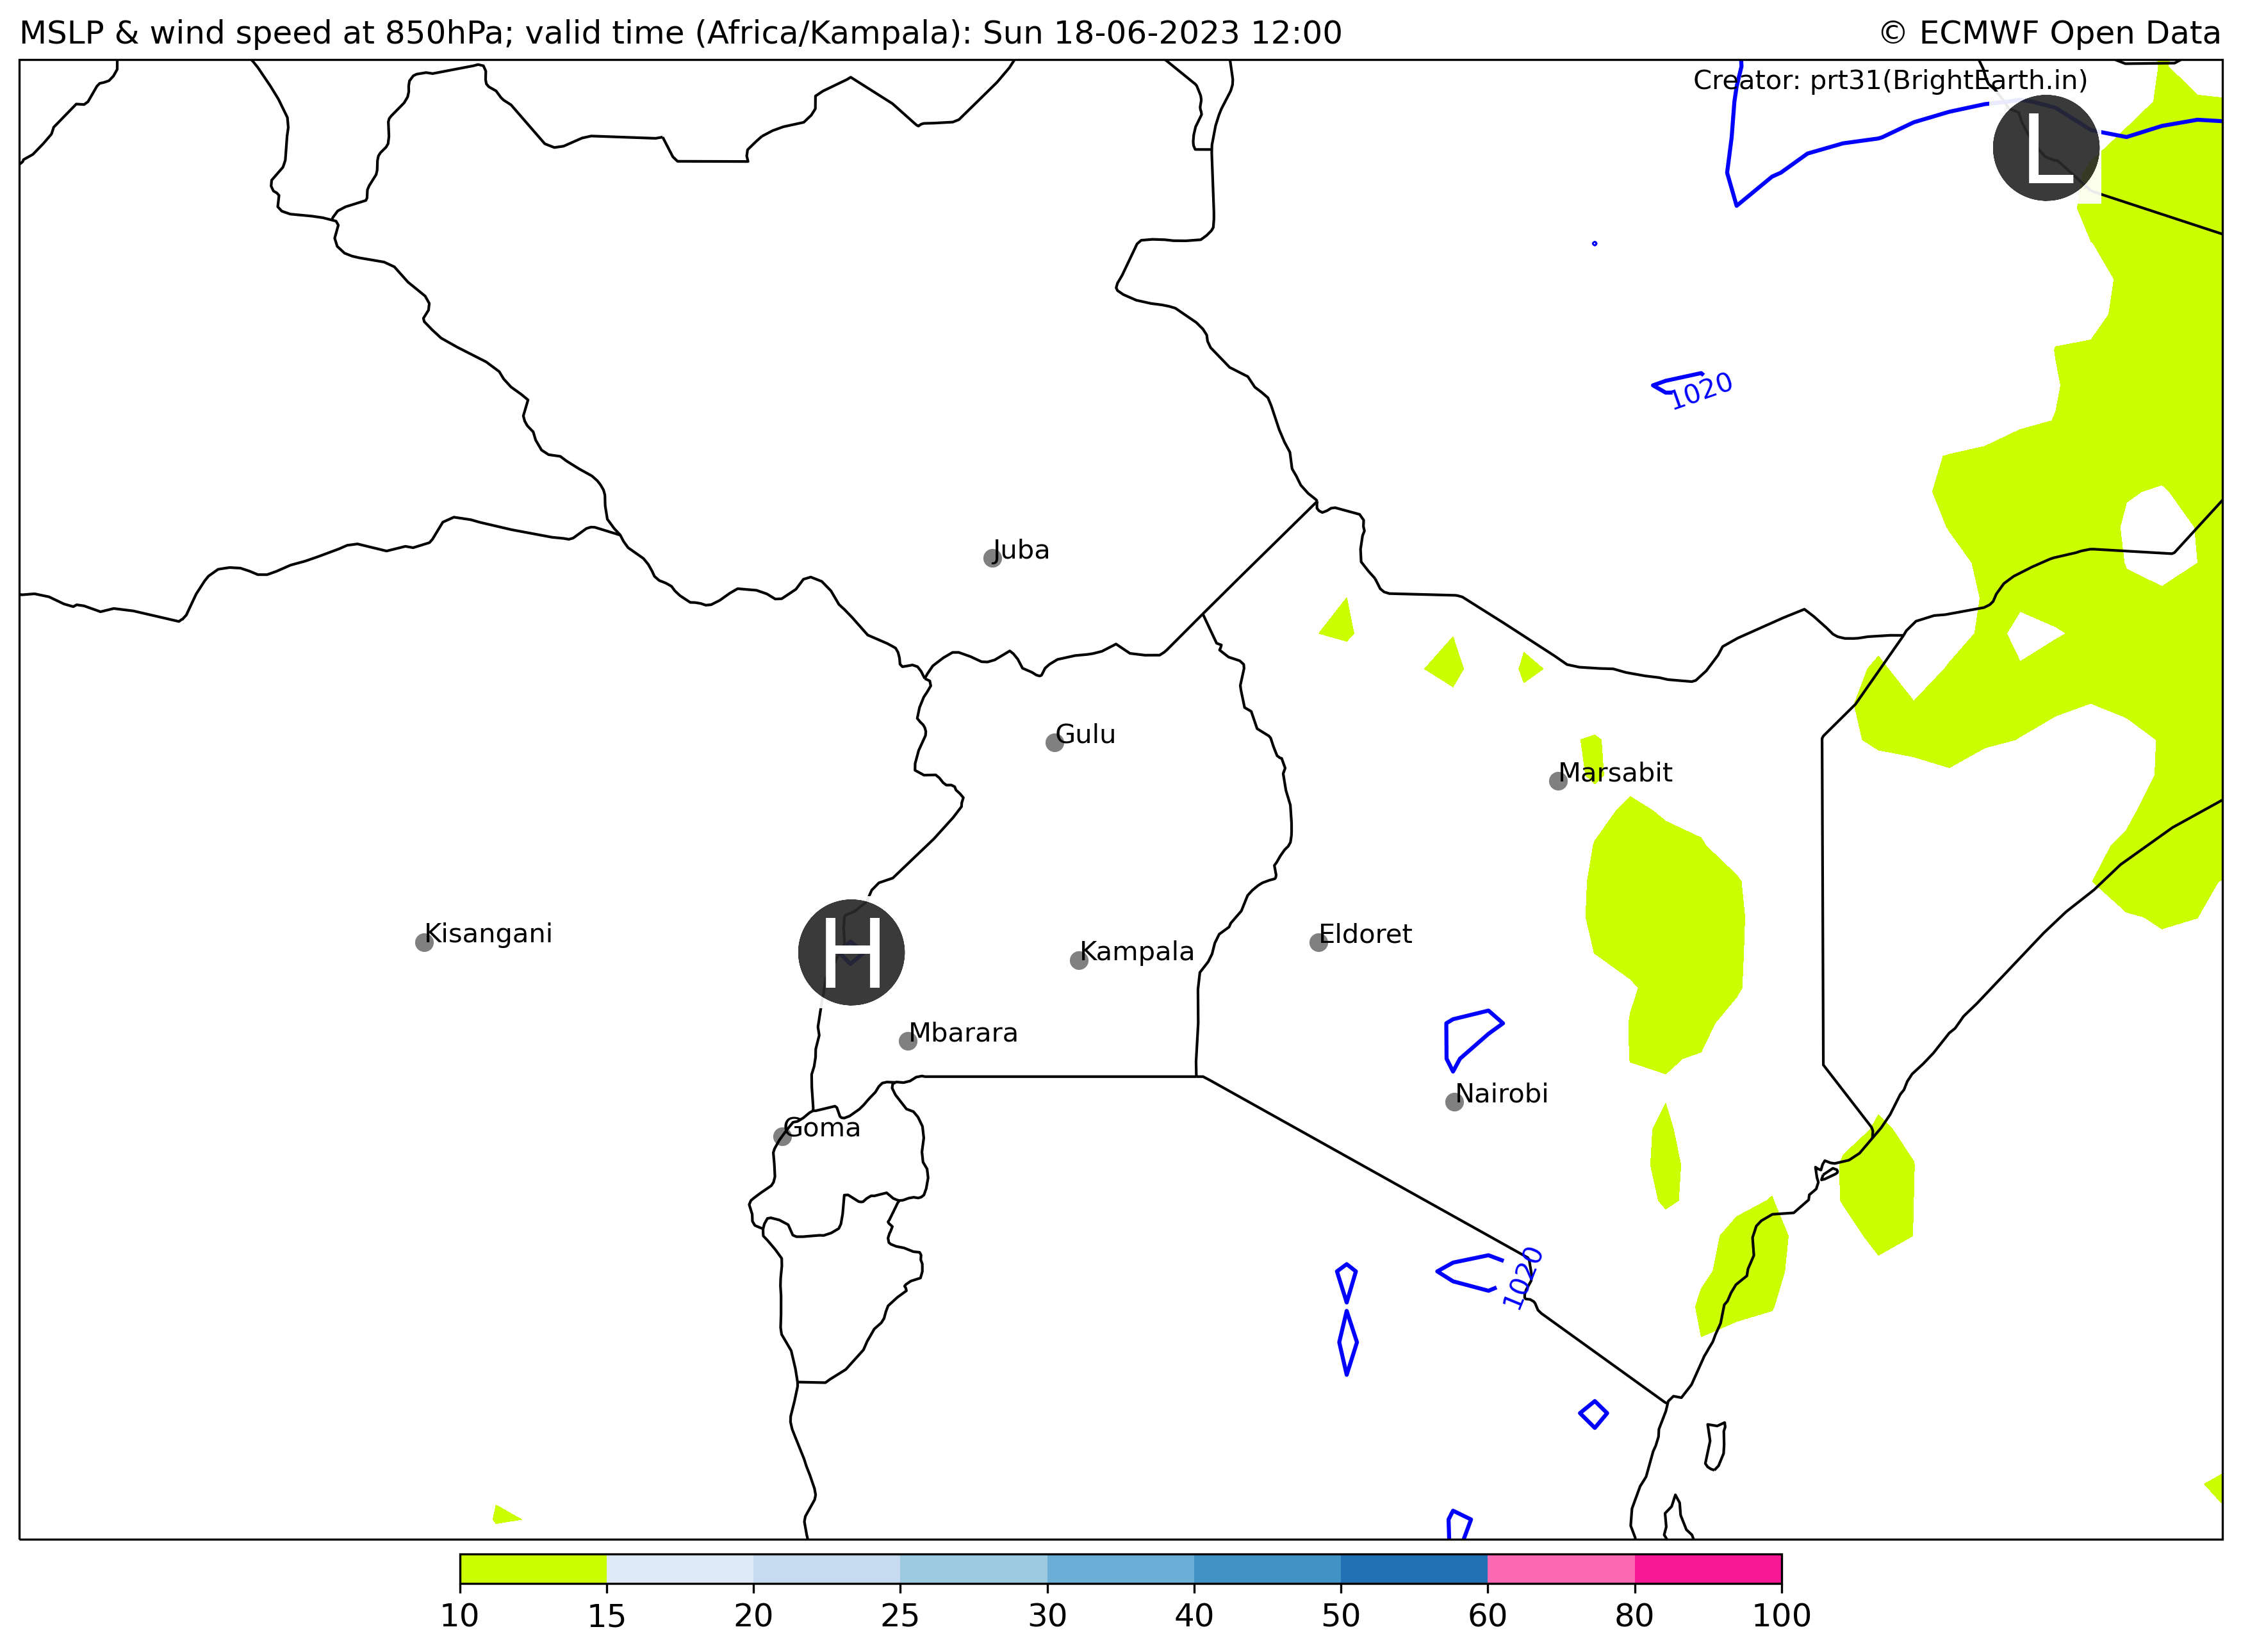 MSLP & wind speed at 850hPa; valid time (Africa/Kampala): Sun 18-06-2023 12:00
© ECMWF Open Data
Creator: prt31(BrightEarth.in)
L
1020
Juba
Gulu
Marsabit
Kisangani
H
Kampala
Eldoret
Mbarara
Nairobi
Goma
1020
10 15 20 25 30 40 50 60 80 100